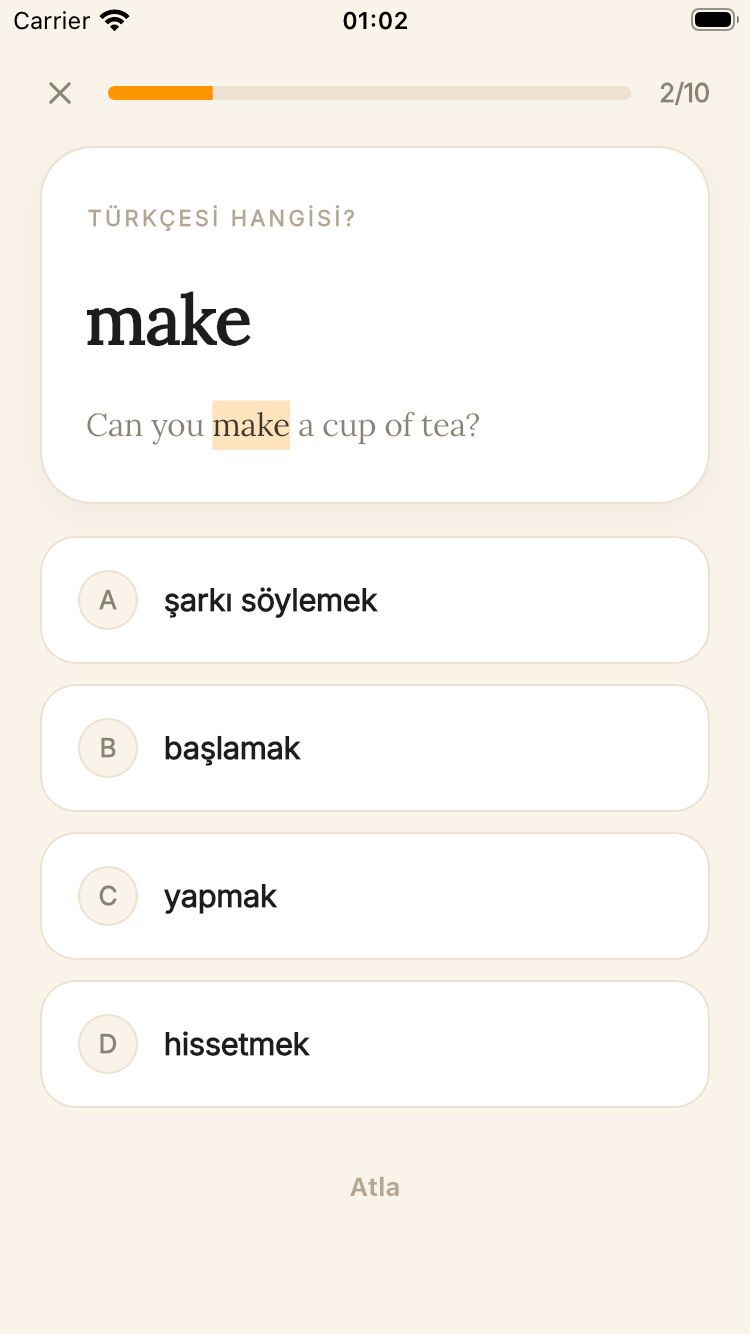 Carrier 01:02
2/10
TÜRKÇESİ HANGİSİ?
make
Can you make a cup of tea?
A şarkı söylemek
B başlamak
C yapmak
D hissetmek
Atla